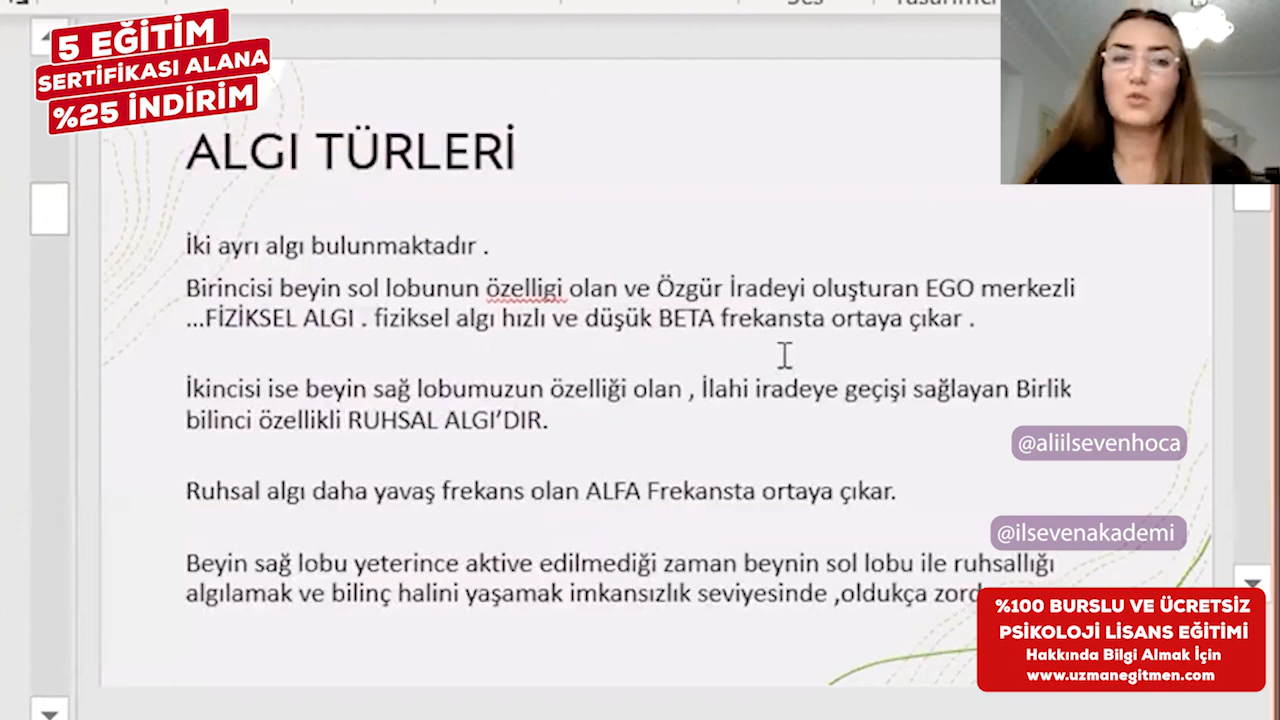 5 EĞİTİM
SERTİFİKASI ALANA
%25 İNDİRİM
ALGI TÜRLERİ
İki ayrı algı bulunmaktadır .
Birincisi beyin sol lobunun özelligi olan ve Özgür İradeyi oluşturan EGO merkezli
...FİZİKSEL ALGI . fiziksel algı hızlı ve düşük BETA frekansta ortaya çıkar .
İkincisi ise beyin sağ lobumuzun özelliği olan , İlahi iradeye geçişi sağlayan Birlik
bilinci özellikli RUHSAL ALGI’DIR.
@aliilsevenhoca
Ruhsal algı daha yavaş frekans olan ALFA Frekansta ortaya çıkar.
@ilsevenakademi
Beyin sağ lobu yeterince aktive edilmediği zaman beynin sol lobu ile ruhsallığı
algılamak ve bilinç halini yaşamak imkansızlık seviyesinde ,oldukça
%100 BURSLU VE ÜCRETSİZ
PSİKOLOJİ LİSANS EĞİTİMİ
Hakkında Bilgi Almak İçin
www.uzmanegitmen.com